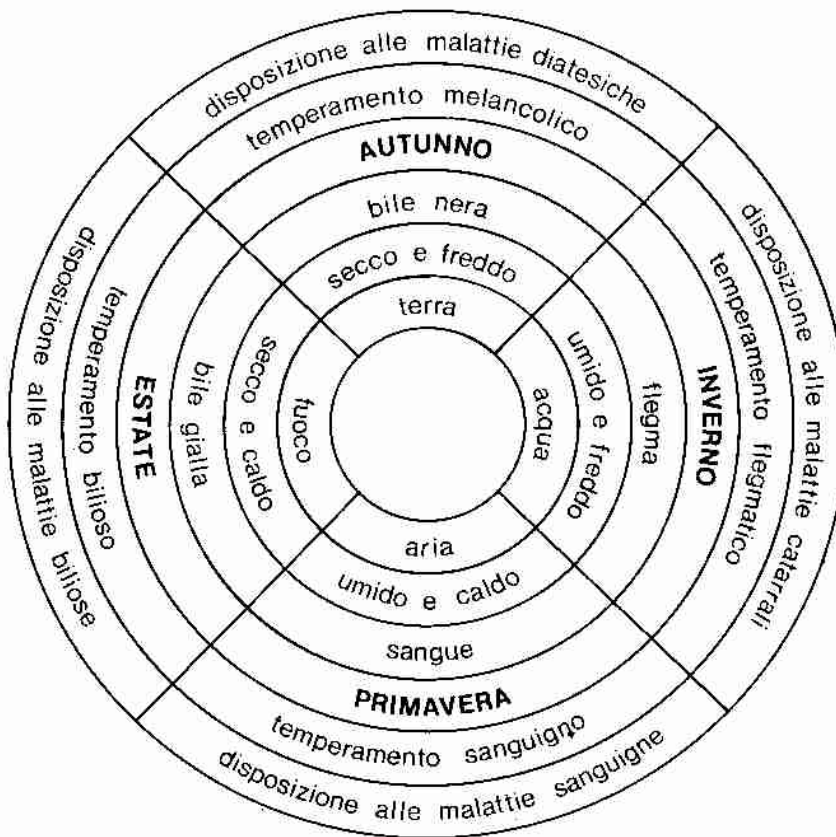 disposizione alle malattie diatesiche
temperamento melancolico
AUTUNNO
bile nera
secco e freddo
terra
disposizione alle malattie catarrali
temperamento flegmatico
INVERNO
flegma
umido e freddo
acqua
aria
umido e caldo
sangue
PRIMAVERA
temperamento sanguigno
disposizione alle malattie sanguigne
disposizione alle malattie biliose
temperamento bilioso
ESTATE
bile gialla
secco e caldo
fuoco